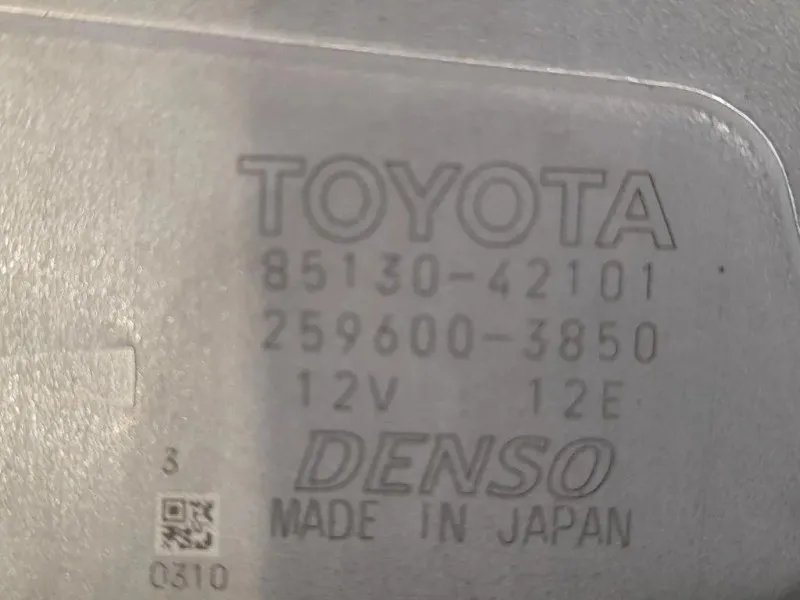 TOYOTA
85130-42101
259600-3850
12V 12E
DENSO
MADE IN JAPAN
3
0310